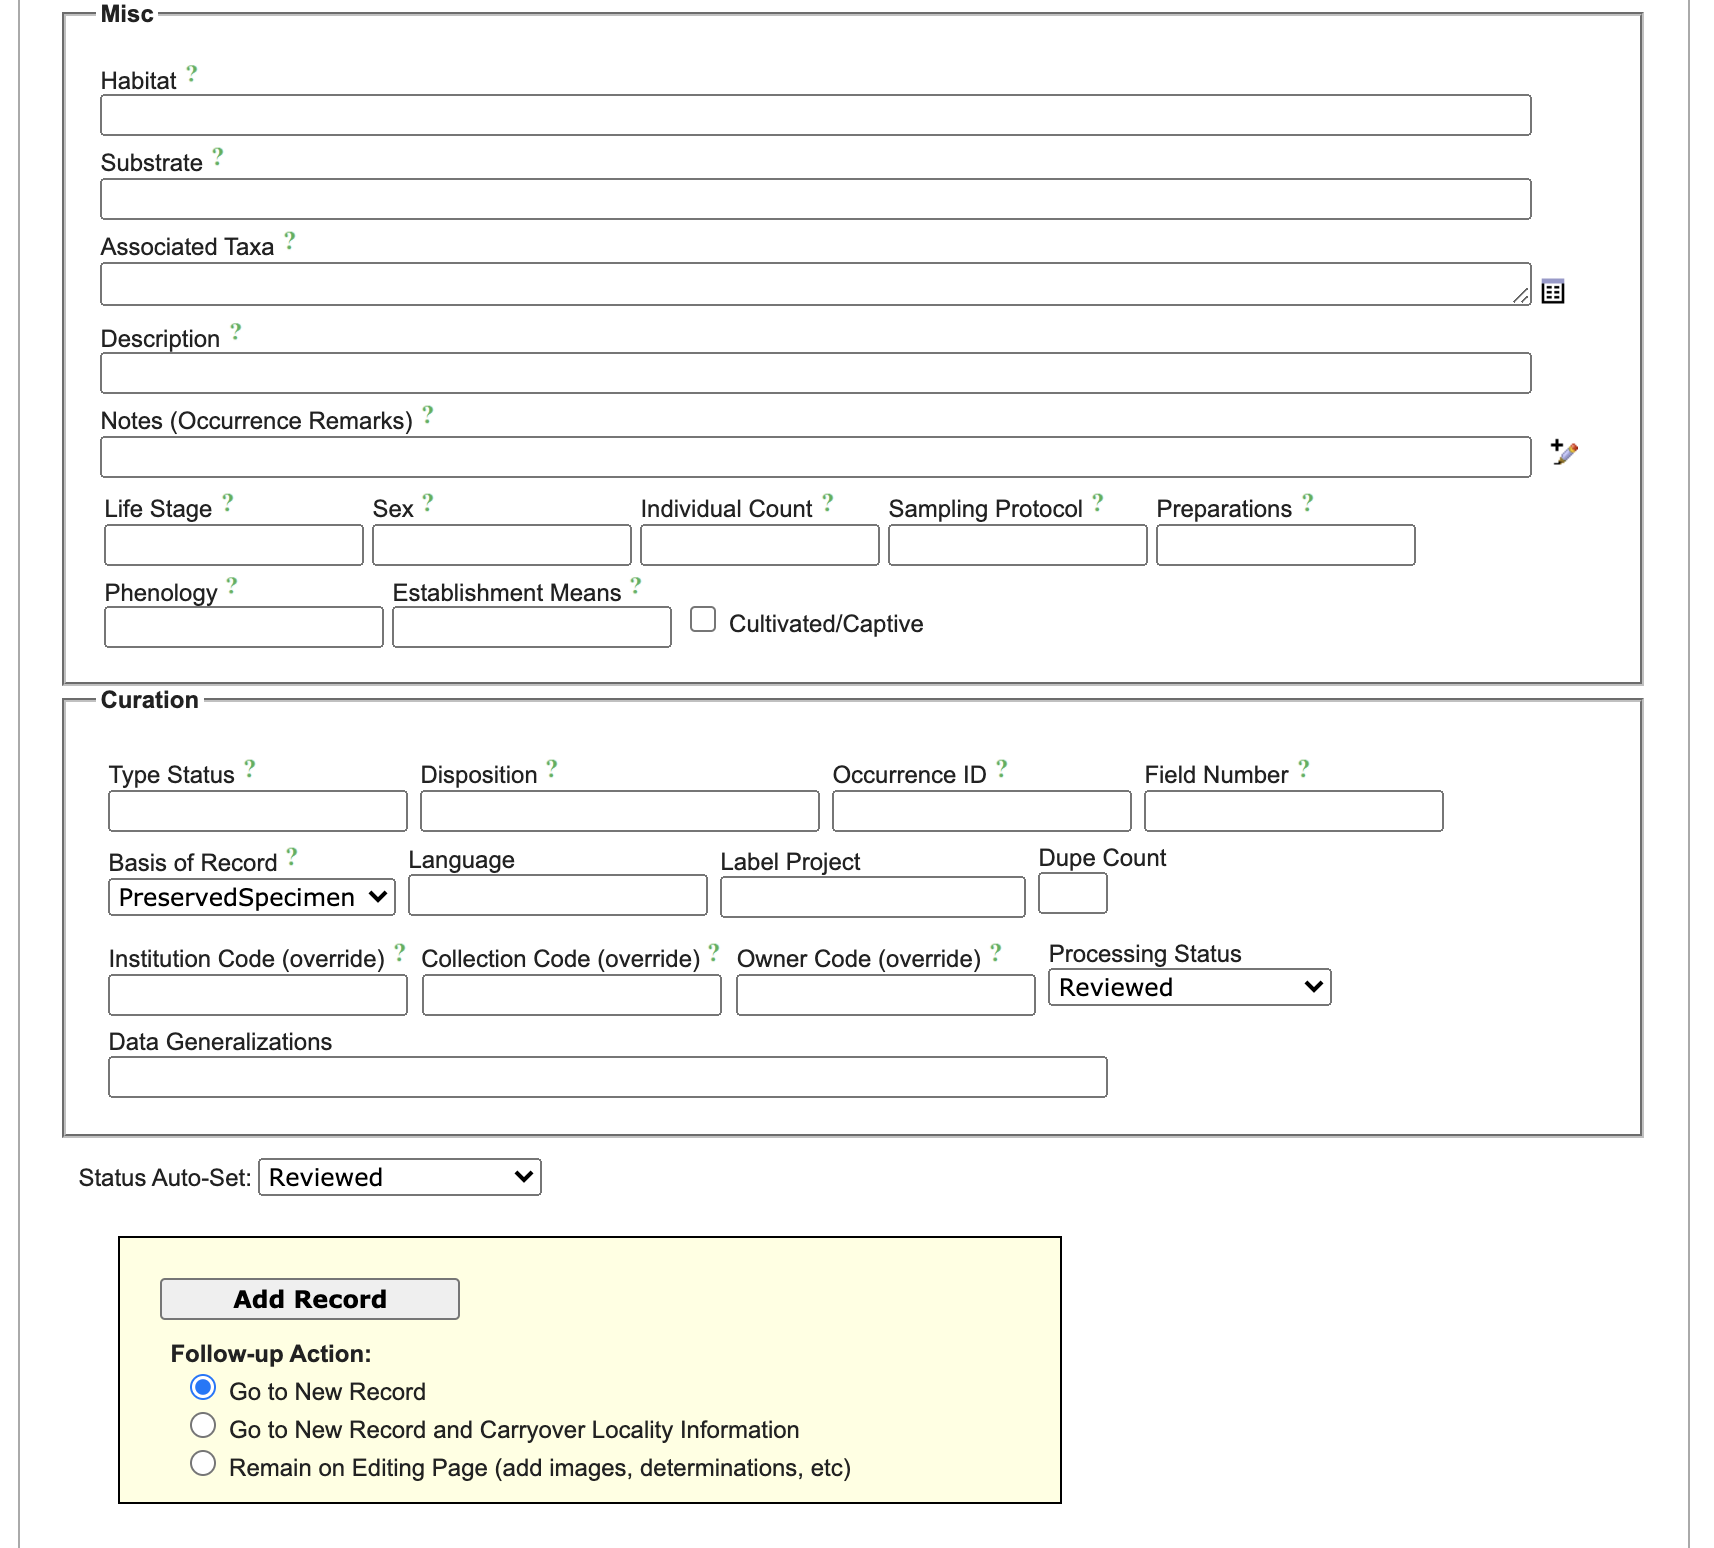 Misc
Habitat ?
Substrate ?
Associated Taxa ?
Description ?
Notes (Occurrence Remarks) ?
Life Stage ? Sex ? Individual Count ? Sampling Protocol ? Preparations ?
Phenology ? Establishment Means ?
Cultivated/Captive
Curation
Type Status ? Disposition ? Occurrence ID ? Field Number ?
Basis of Record ? Language Label Project Dupe Count
PreservedSpecimen
Institution Code (override) ? Collection Code (override) ? Owner Code (override) ? Processing Status
Reviewed
Data Generalizations
Status Auto-Set: Reviewed
Add Record
Follow-up Action:
Go to New Record
Go to New Record and Carryover Locality Information
Remain on Editing Page (add images, determinations, etc)